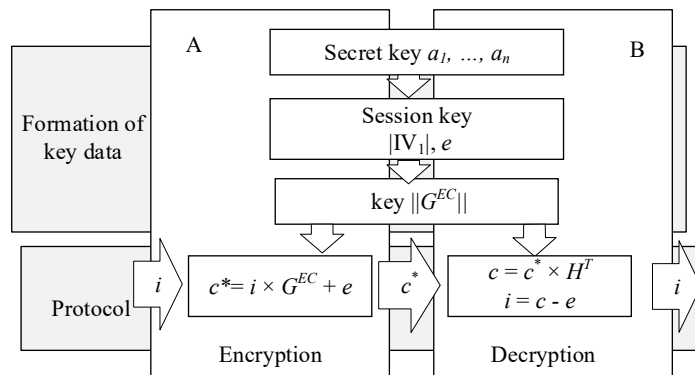 A
B
Secret key a₁, ..., aₙ
Formation of
key data
Session key
|IV₁|, e
key ||G^{EC}||
Protocol
i
c*= i × G^{EC} + e
c^*
c = c^* × H^T
i = c - e
i
Encryption
Decryption